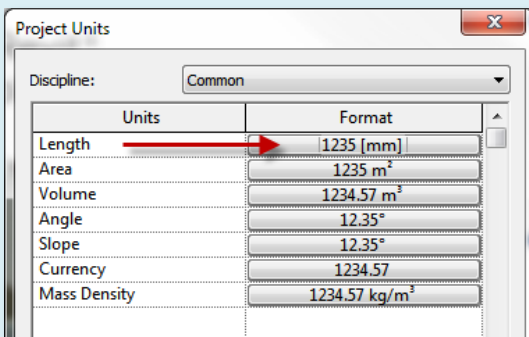 Project Units
Discipline: Common
Units Format
Length 1235 [mm]
Area 1235 m²
Volume 1234.57 m³
Angle 12.35°
Slope 12.35°
Currency 1234.57
Mass Density 1234.57 kg/m³